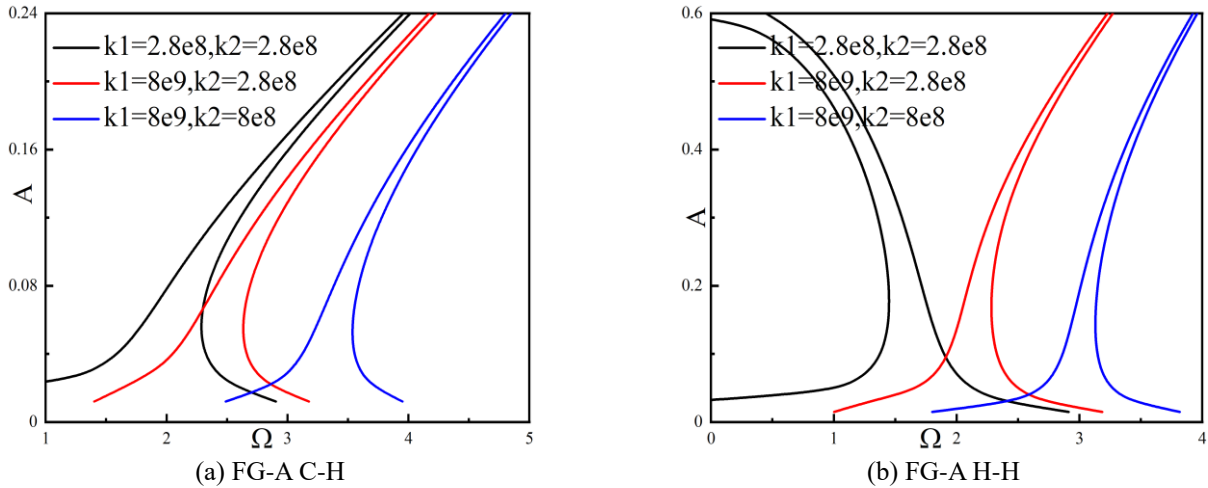 0.24
k1=2.8e8,k2=2.8e8
k1=8e9,k2=2.8e8
k1=8e9,k2=8e8
0.16
A
0.08
0
1
2
Ω
3
4
5
(a) FG-A C-H
0.6
k1=2.8e8,k2=2.8e8
k1=8e9,k2=2.8e8
k1=8e9,k2=8e8
0.4
A
0.2
0.0
0
1
Ω
2
3
4
(b) FG-A H-H